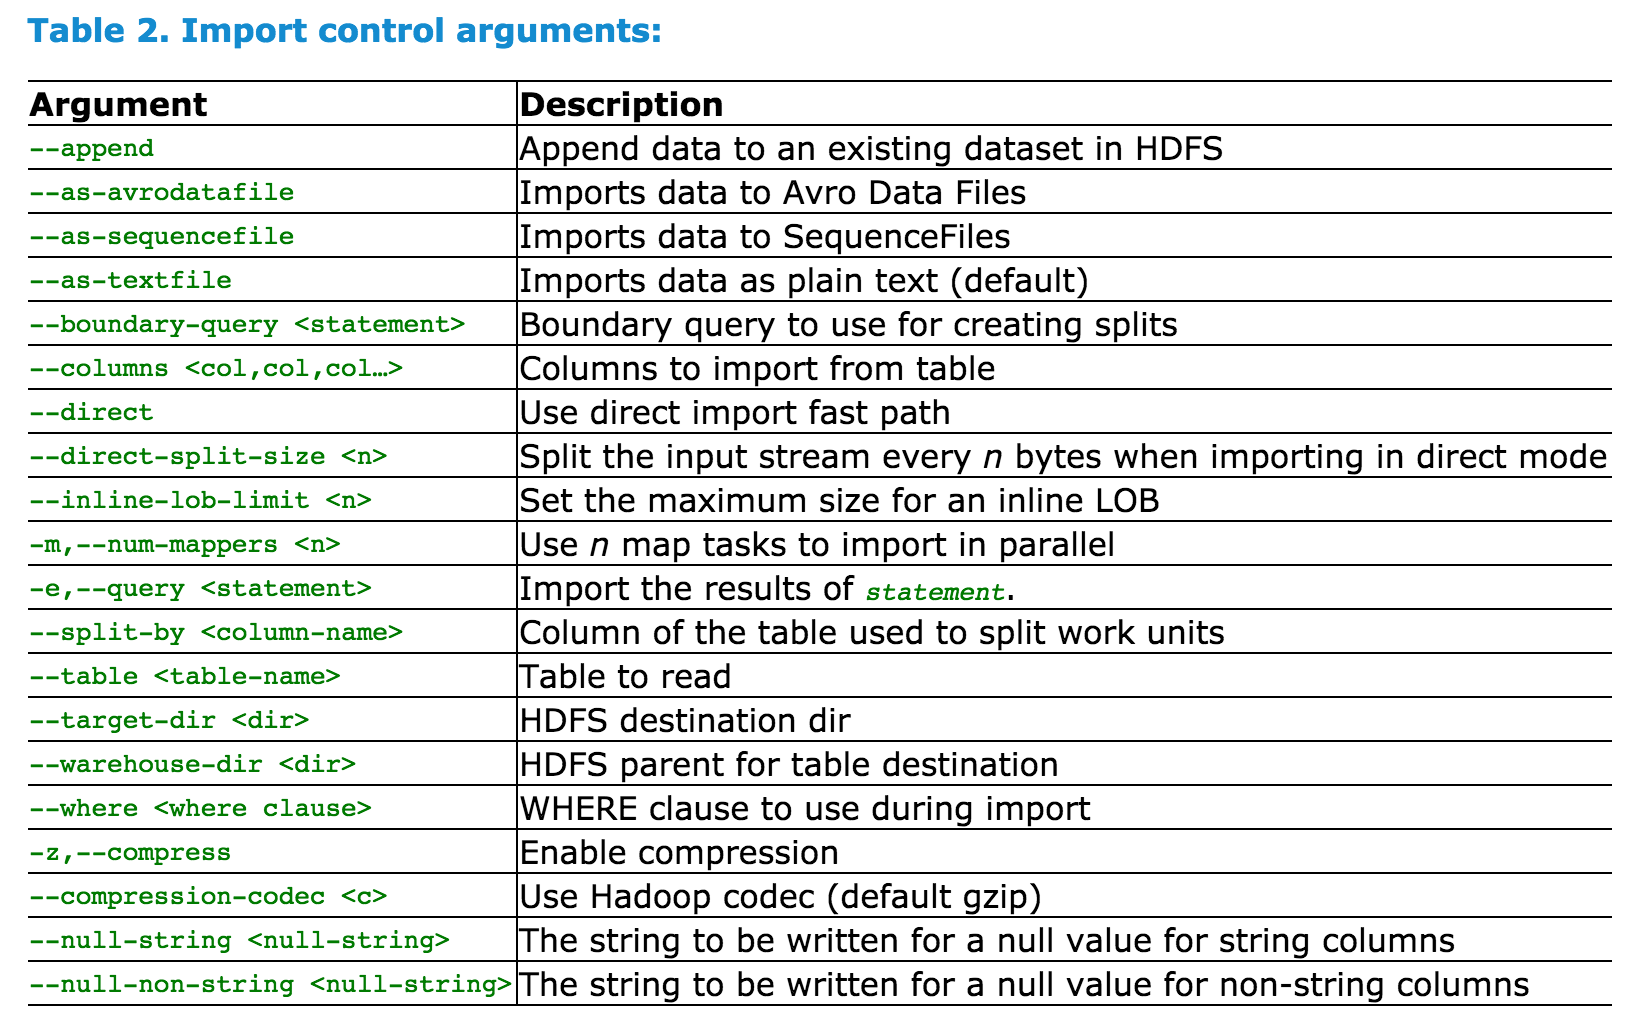 Table 2. Import control arguments:
Argument Description
--append Append data to an existing dataset in HDFS
--as-avrodatafile Imports data to Avro Data Files
--as-sequencefile Imports data to SequenceFiles
--as-textfile Imports data as plain text (default)
--boundary-query <statement> Boundary query to use for creating splits
--columns <col,col,col…> Columns to import from table
--direct Use direct import fast path
--direct-split-size <n> Split the input stream every n bytes when importing in direct mode
--inline-lob-limit <n> Set the maximum size for an inline LOB
-m,--num-mappers <n> Use n map tasks to import in parallel
-e,--query <statement> Import the results of statement.
--split-by <column-name> Column of the table used to split work units
--table <table-name> Table to read
--target-dir <dir> HDFS destination dir
--warehouse-dir <dir> HDFS parent for table destination
--where <where clause> WHERE clause to use during import
-z,--compress Enable compression
--compression-codec <c> Use Hadoop codec (default gzip)
--null-string <null-string> The string to be written for a null value for string columns
--null-non-string <null-string> The string to be written for a null value for non-string columns